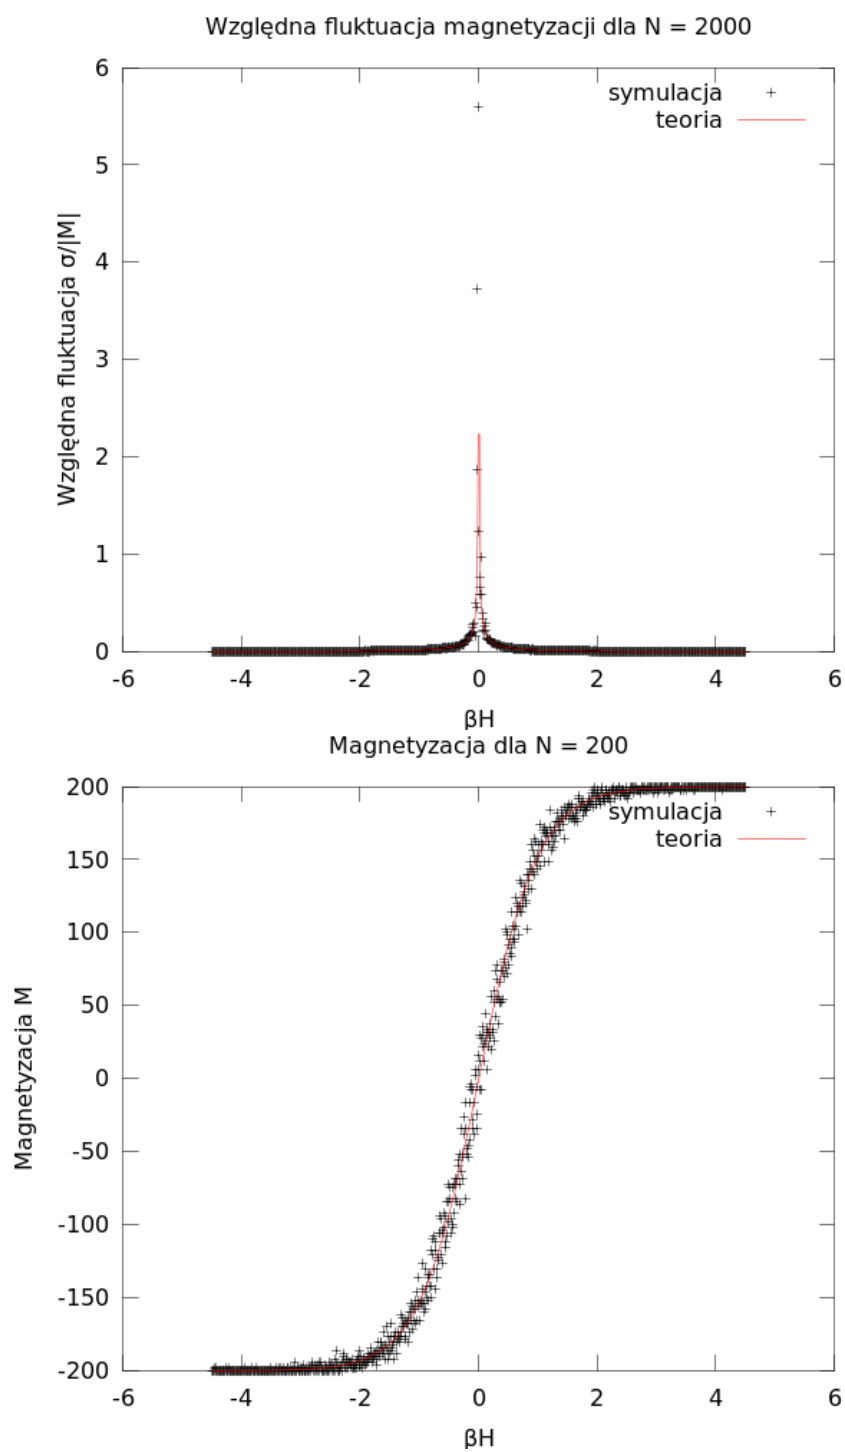 Względna fluktuacja magnetyzacji dla N = 2000
6
symulacja
teoria
5
4
3
2
1
0
Względna fluktuacja σ/|M|
-6 -4 -2 0 2 4 6
βH
Magnetyzacja dla N = 200
200
symulacja
teoria
150
100
50
0
-50
-100
-150
-200
Magnetyzacja M
-6 -4 -2 0 2 4 6
βH